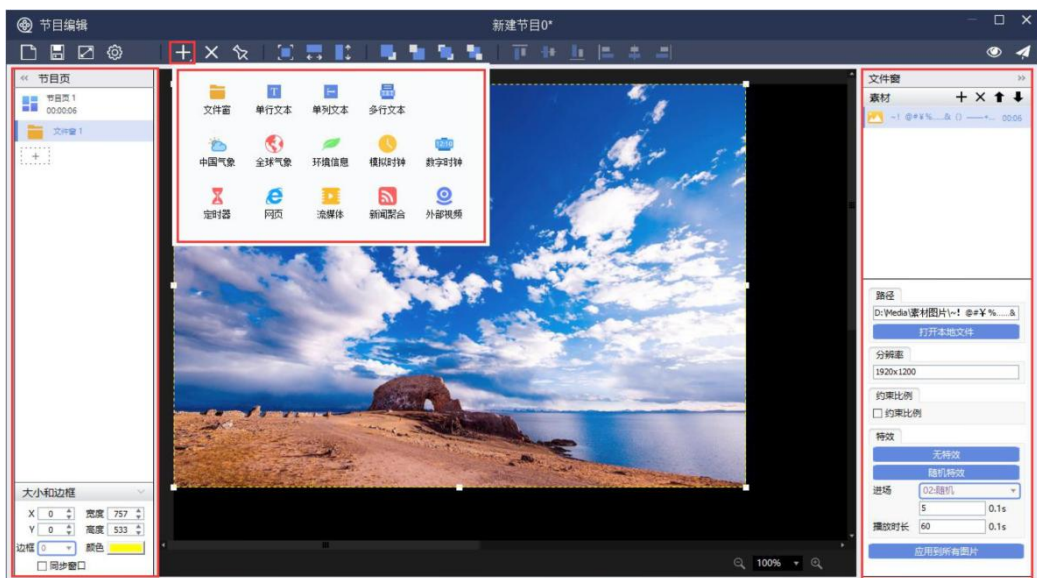 节目编辑
新建节目0*
节目页
节目页 1
00:00:06
文件窗 1
文件窗 单行文本 单列文本 多行文本
中国气象 全球气象 环境信息 模拟时钟 数字时钟
定时器 网页 流媒体 新闻聚合 外部视频
大小和边框
X 0 宽度 757
Y 0 高度 533
边框 0 颜色
同步窗口
100%
文件窗
素材
~! @#¥%……& () ——+... 00:06
路径
D:\Media\素材图片\~! @#¥%……&
打开本地文件
分辨率
1920x1200
约束比例
约束比例
特效
无特效
随机特效
进场 02:随机
5 0.1s
播放时长 60 0.1s
应用到所有图片